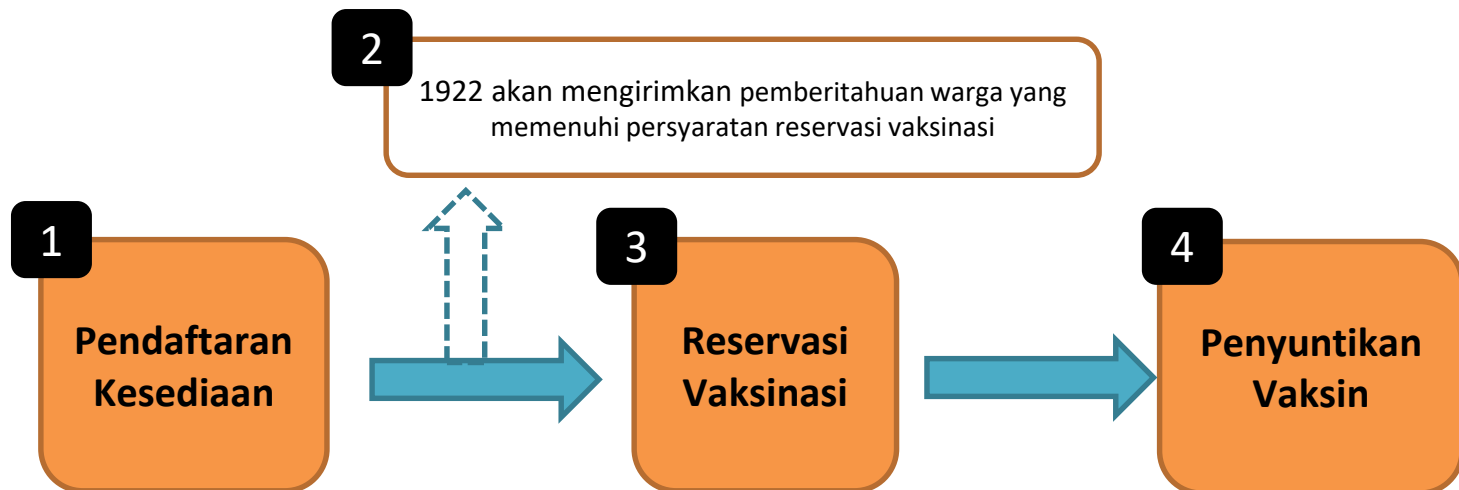 1
Pendaftaran
Kesediaan
2
1922 akan mengirimkan pemberitahuan warga yang
memenuhi persyaratan reservasi vaksinasi
3
Reservasi
Vaksinasi
4
Penyuntikan
Vaksin